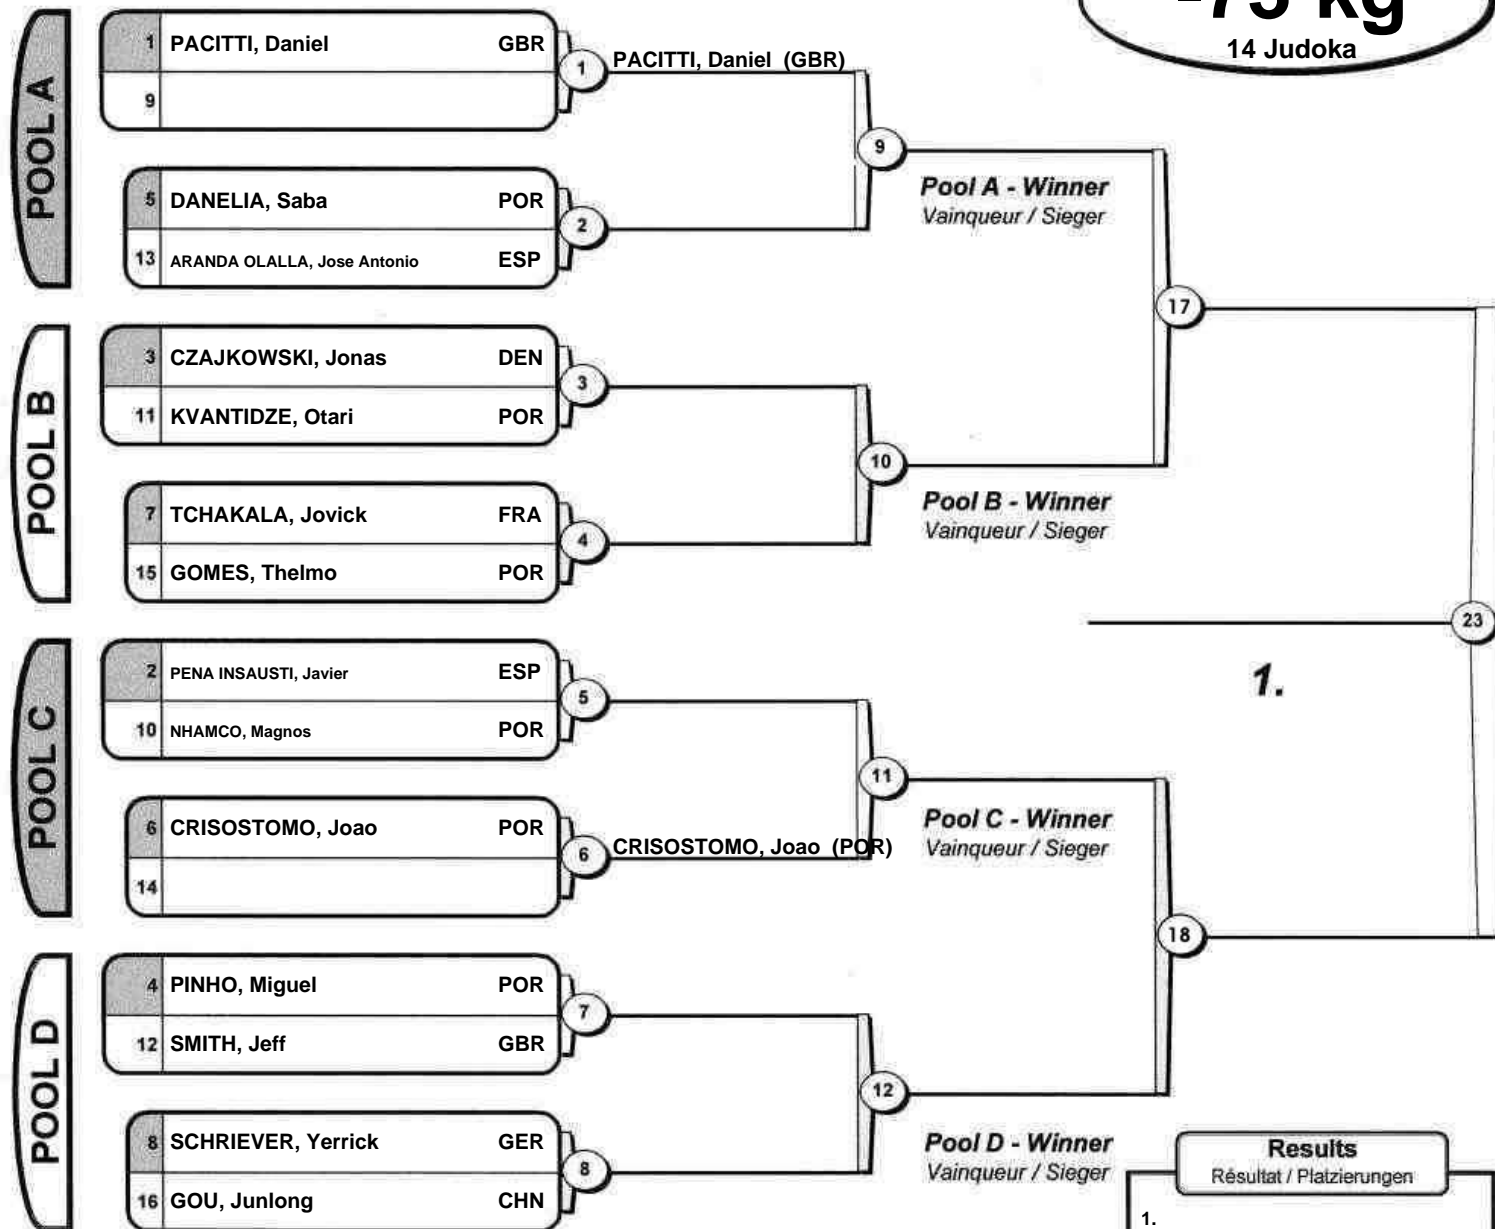 -73 kg
14 Judoka
POOL A
1 PACITTI, Daniel GBR
9
1 PACITTI, Daniel (GBR)
5 DANELIA, Saba POR
13 ARANDA OLALLA, Jose Antonio ESP
2
9
Pool A - Winner
Vainqueur / Sieger
POOL B
3 CZAJKOWSKI, Jonas DEN
11 KVANTIDZE, Otari POR
3
7 TCHAKALA, Jovick FRA
15 GOMES, Thelmo POR
4
10
Pool B - Winner
Vainqueur / Sieger
17
POOL C
2 PENA INSAUSTI, Javier ESP
10 NHAMCO, Magnos POR
5
6 CRISOSTOMO, Joao POR
14
6 CRISOSTOMO, Joao (POR)
11
Pool C - Winner
Vainqueur / Sieger
POOL D
4 PINHO, Miguel POR
12 SMITH, Jeff GBR
7
8 SCHRIEVER, Yerrick GER
16 GOU, Junlong CHN
8
12
Pool D - Winner
Vainqueur / Sieger
18
23
1.
Results
Résultat / Platzierungen
1.